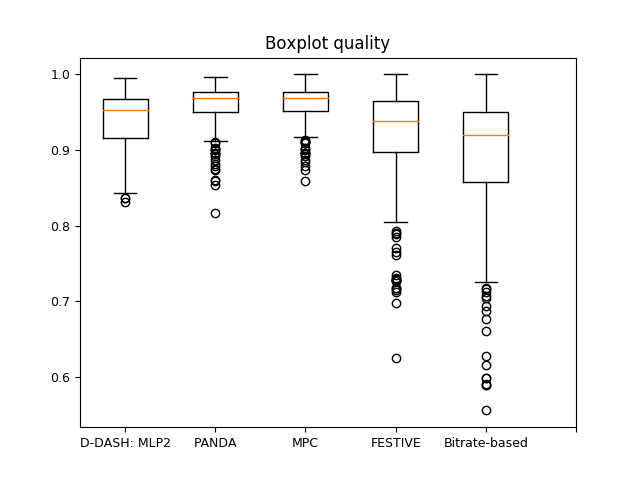 Boxplot quality
1.0
0.9
0.8
0.7
0.6
D-DASH: MLP2 PANDA MPC FESTIVE Bitrate-based